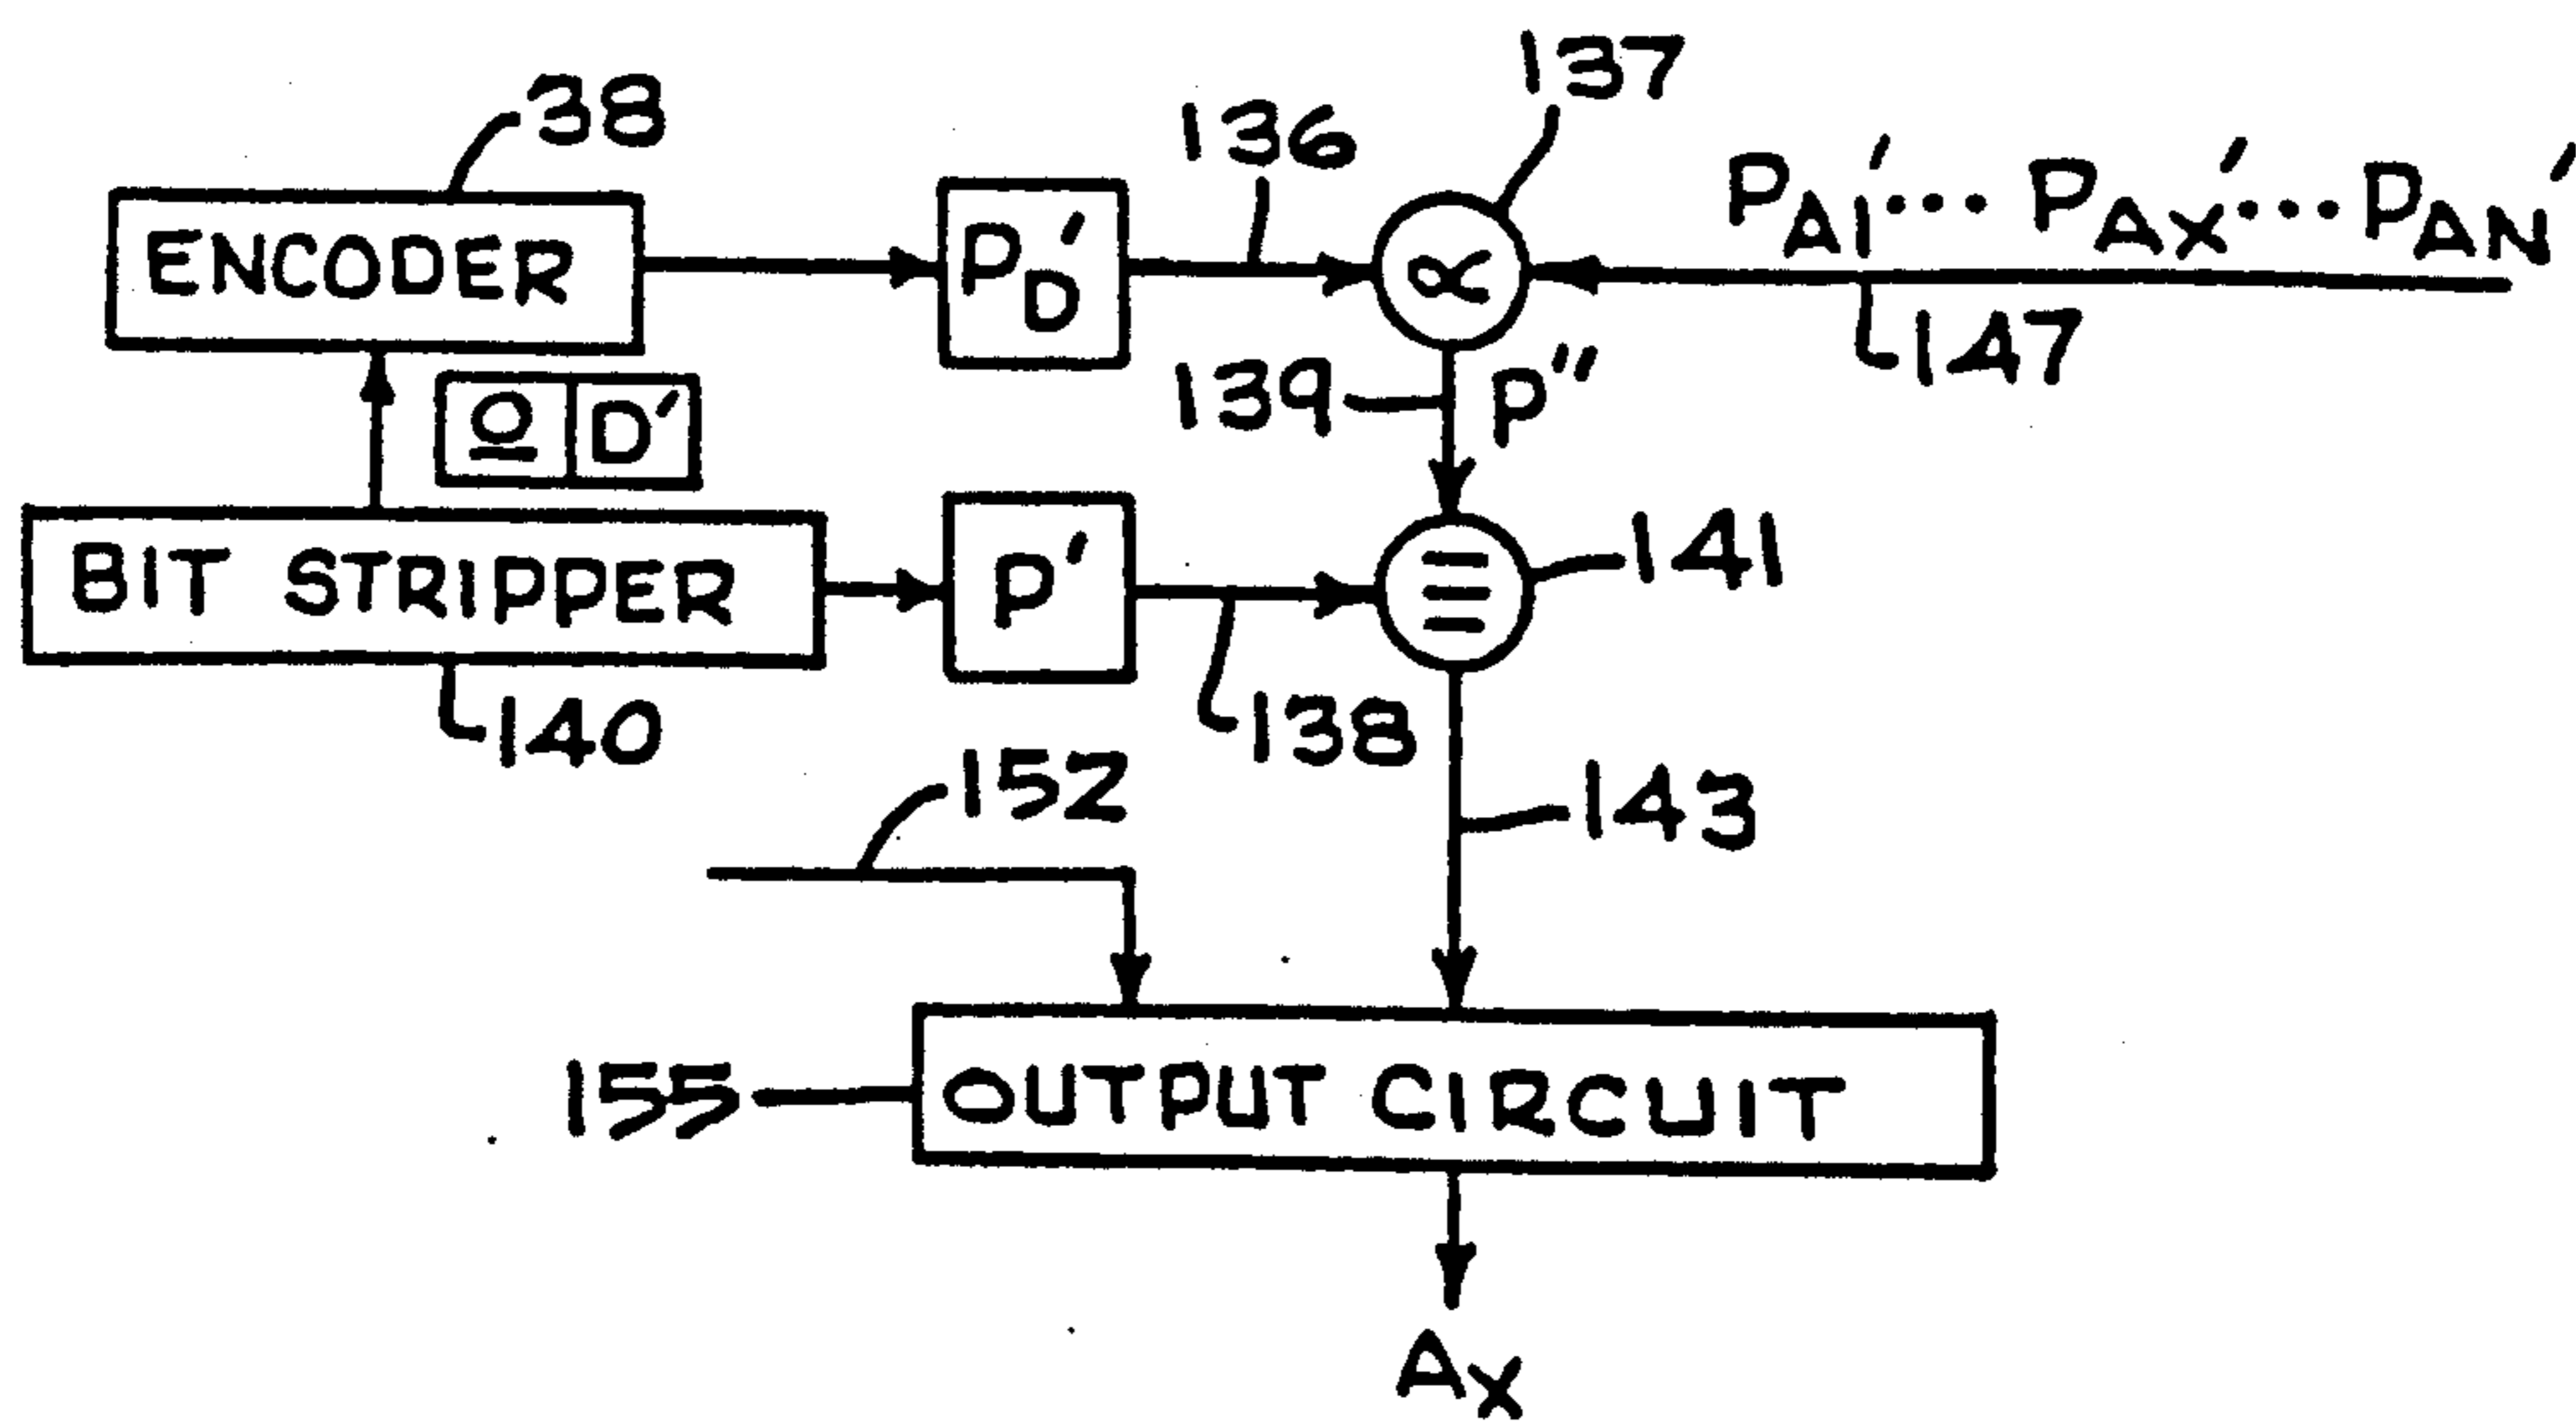 38
137
136
ENCODER
P_D'
∝
P_A1'... P_AX'... P_AN'
147
O | D'
139
P"
BIT STRIPPER
P'
≡
141
140
138
152
143
155
OUTPUT CIRCUIT
A_X